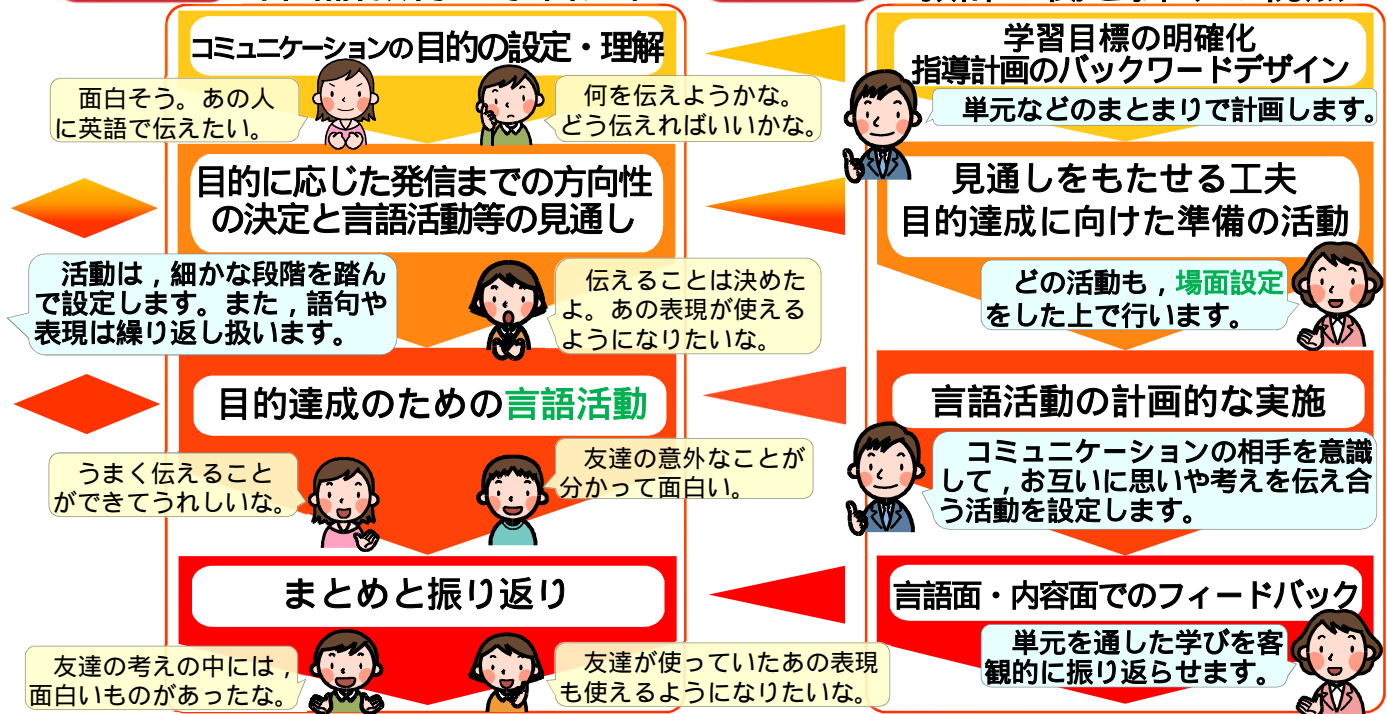 コミュニケーションの目的の設定・理解
面白そう。あの人
に英語で伝えたい。
何を伝えようかな。
どう伝えればいいかな。
目的に応じた発信までの方向性
の決定と言語活動等の見通し
活動は，細かな段階を踏ん
で設定します。また，語句や
表現は繰り返し扱います。
伝えることは決めた
よ。あの表現が使える
ようになりたいな。
目的達成のための言語活動
うまく伝えること
ができてうれしいな。
友達の意外なことが
分かって面白い。
まとめと振り返り
友達の考えの中には，
面白いものがあったな。
友達が使っていたあの表現
も使えるようになりたいな。
学習目標の明確化
指導計画のバックワードデザイン
単元などのまとまりで計画します。
見通しをもたせる工夫
目的達成に向けた準備の活動
どの活動も，場面設定
をした上で行います。
言語活動の計画的な実施
コミュニケーションの相手を意識
して，お互いに思いや考えを伝え合
う活動を設定します。
言語面・内容面でのフィードバック
単元を通した学びを客
観的に振り返らせます。